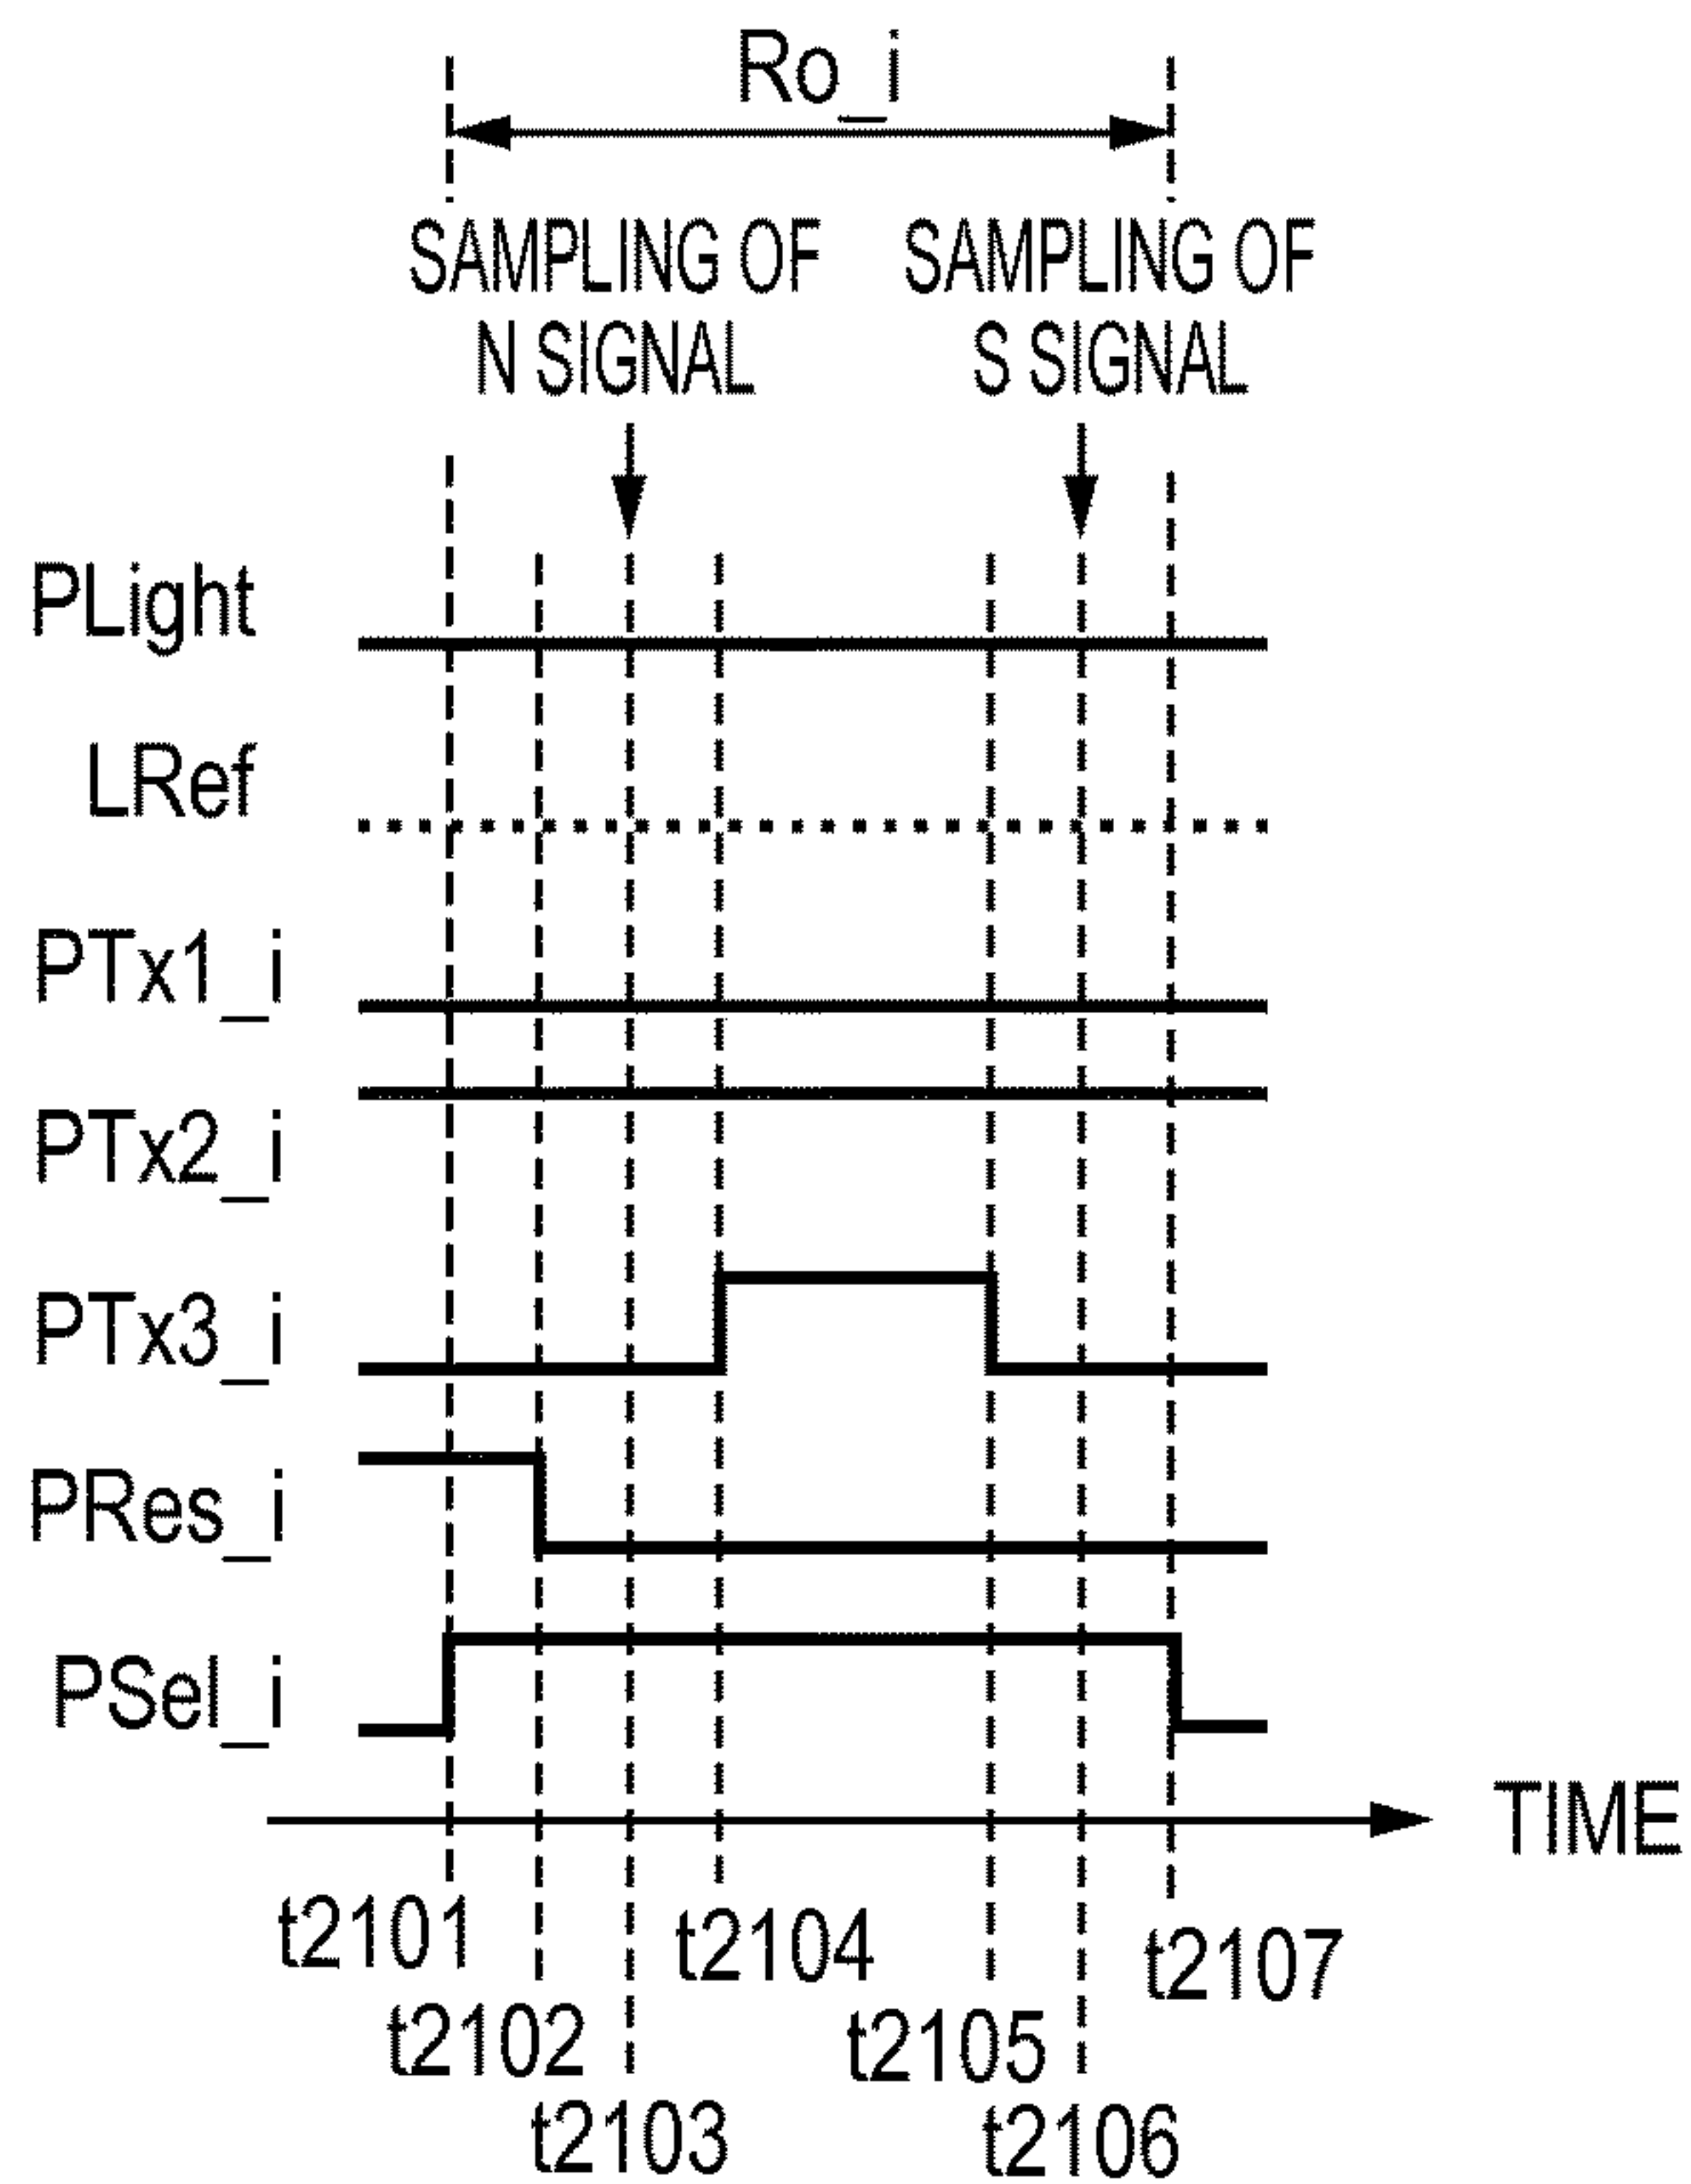 Ro_i
SAMPLING OF
N SIGNAL
SAMPLING OF
S SIGNAL
PLight
LRef
PTx1_i
PTx2_i
PTx3_i
PRes_i
PSel_i
TIME
t2101
t2102
t2103
t2104
t2105
t2106
t2107